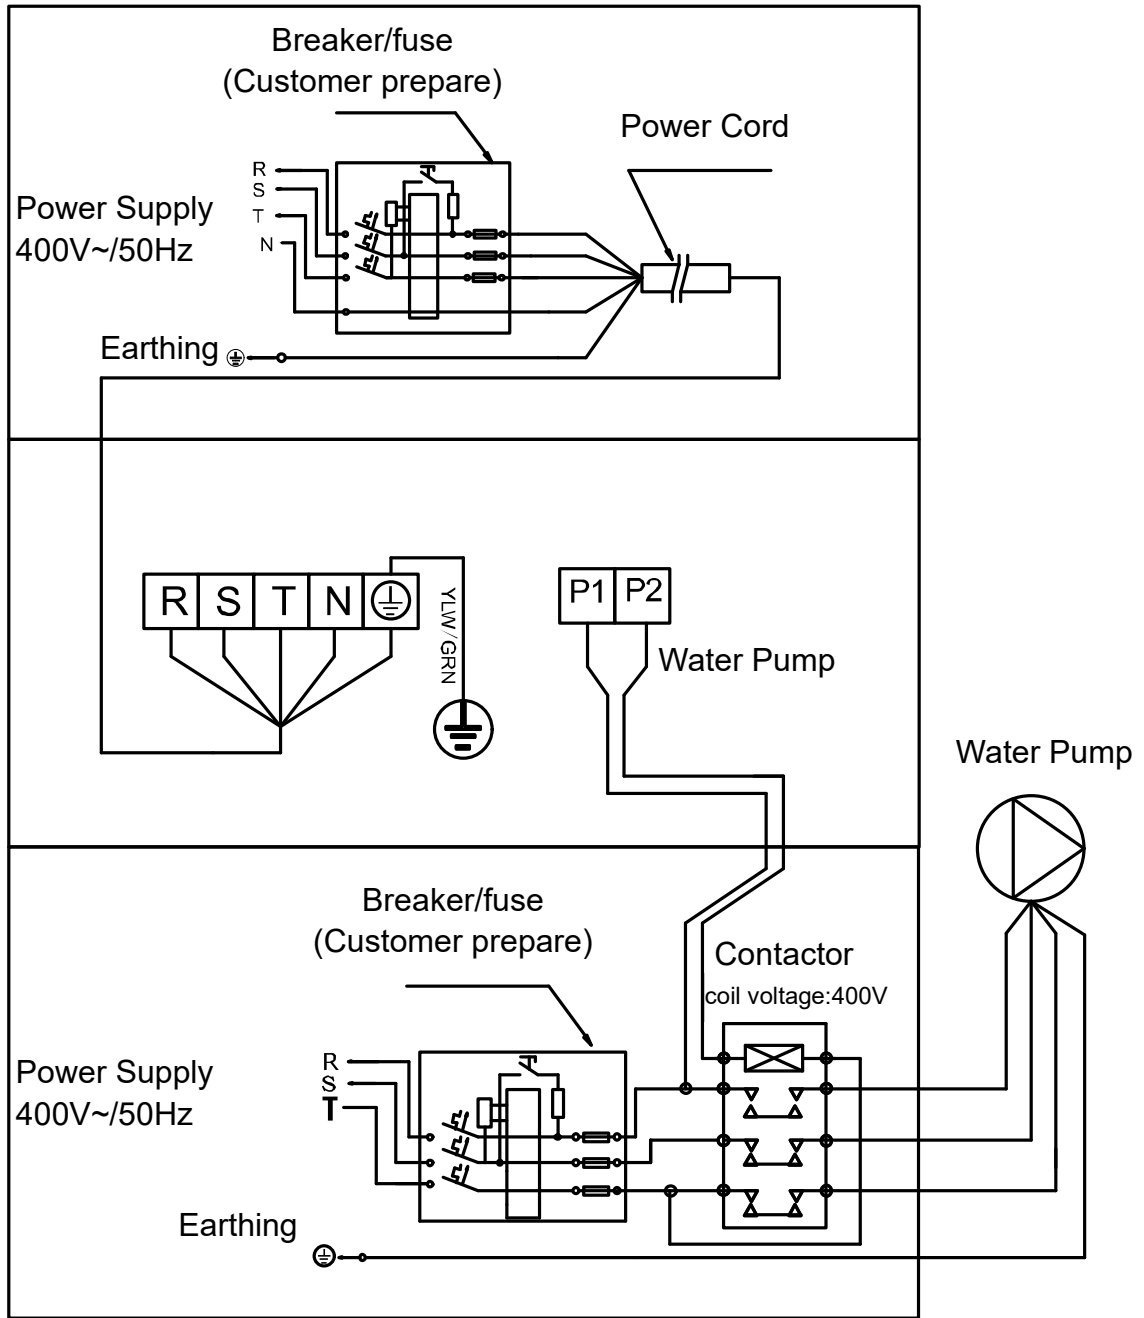 Breaker/fuse
(Customer prepare)
Power Cord
R
S
T
N
Power Supply
400V~/50Hz
Earthing
R S T N
YLW/GRN
P1 P2
Water Pump
Water Pump
Breaker/fuse
(Customer prepare)
Contactor
coil voltage:400V
Power Supply
400V~/50Hz
R
S
T
Earthing